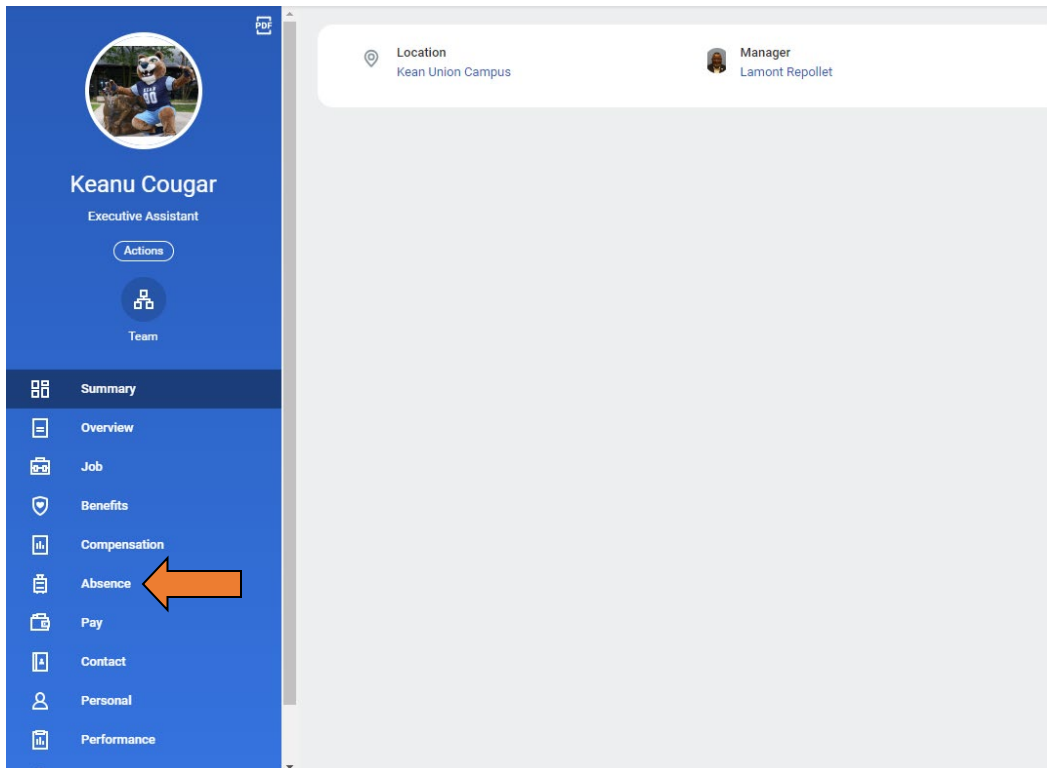 PDF
Keanu Cougar
Executive Assistant
Actions
Team
Summary
Overview
Job
Benefits
Compensation
Absence
Pay
Contact
Personal
Performance
Location
Kean Union Campus
Manager
Lamont Repollet